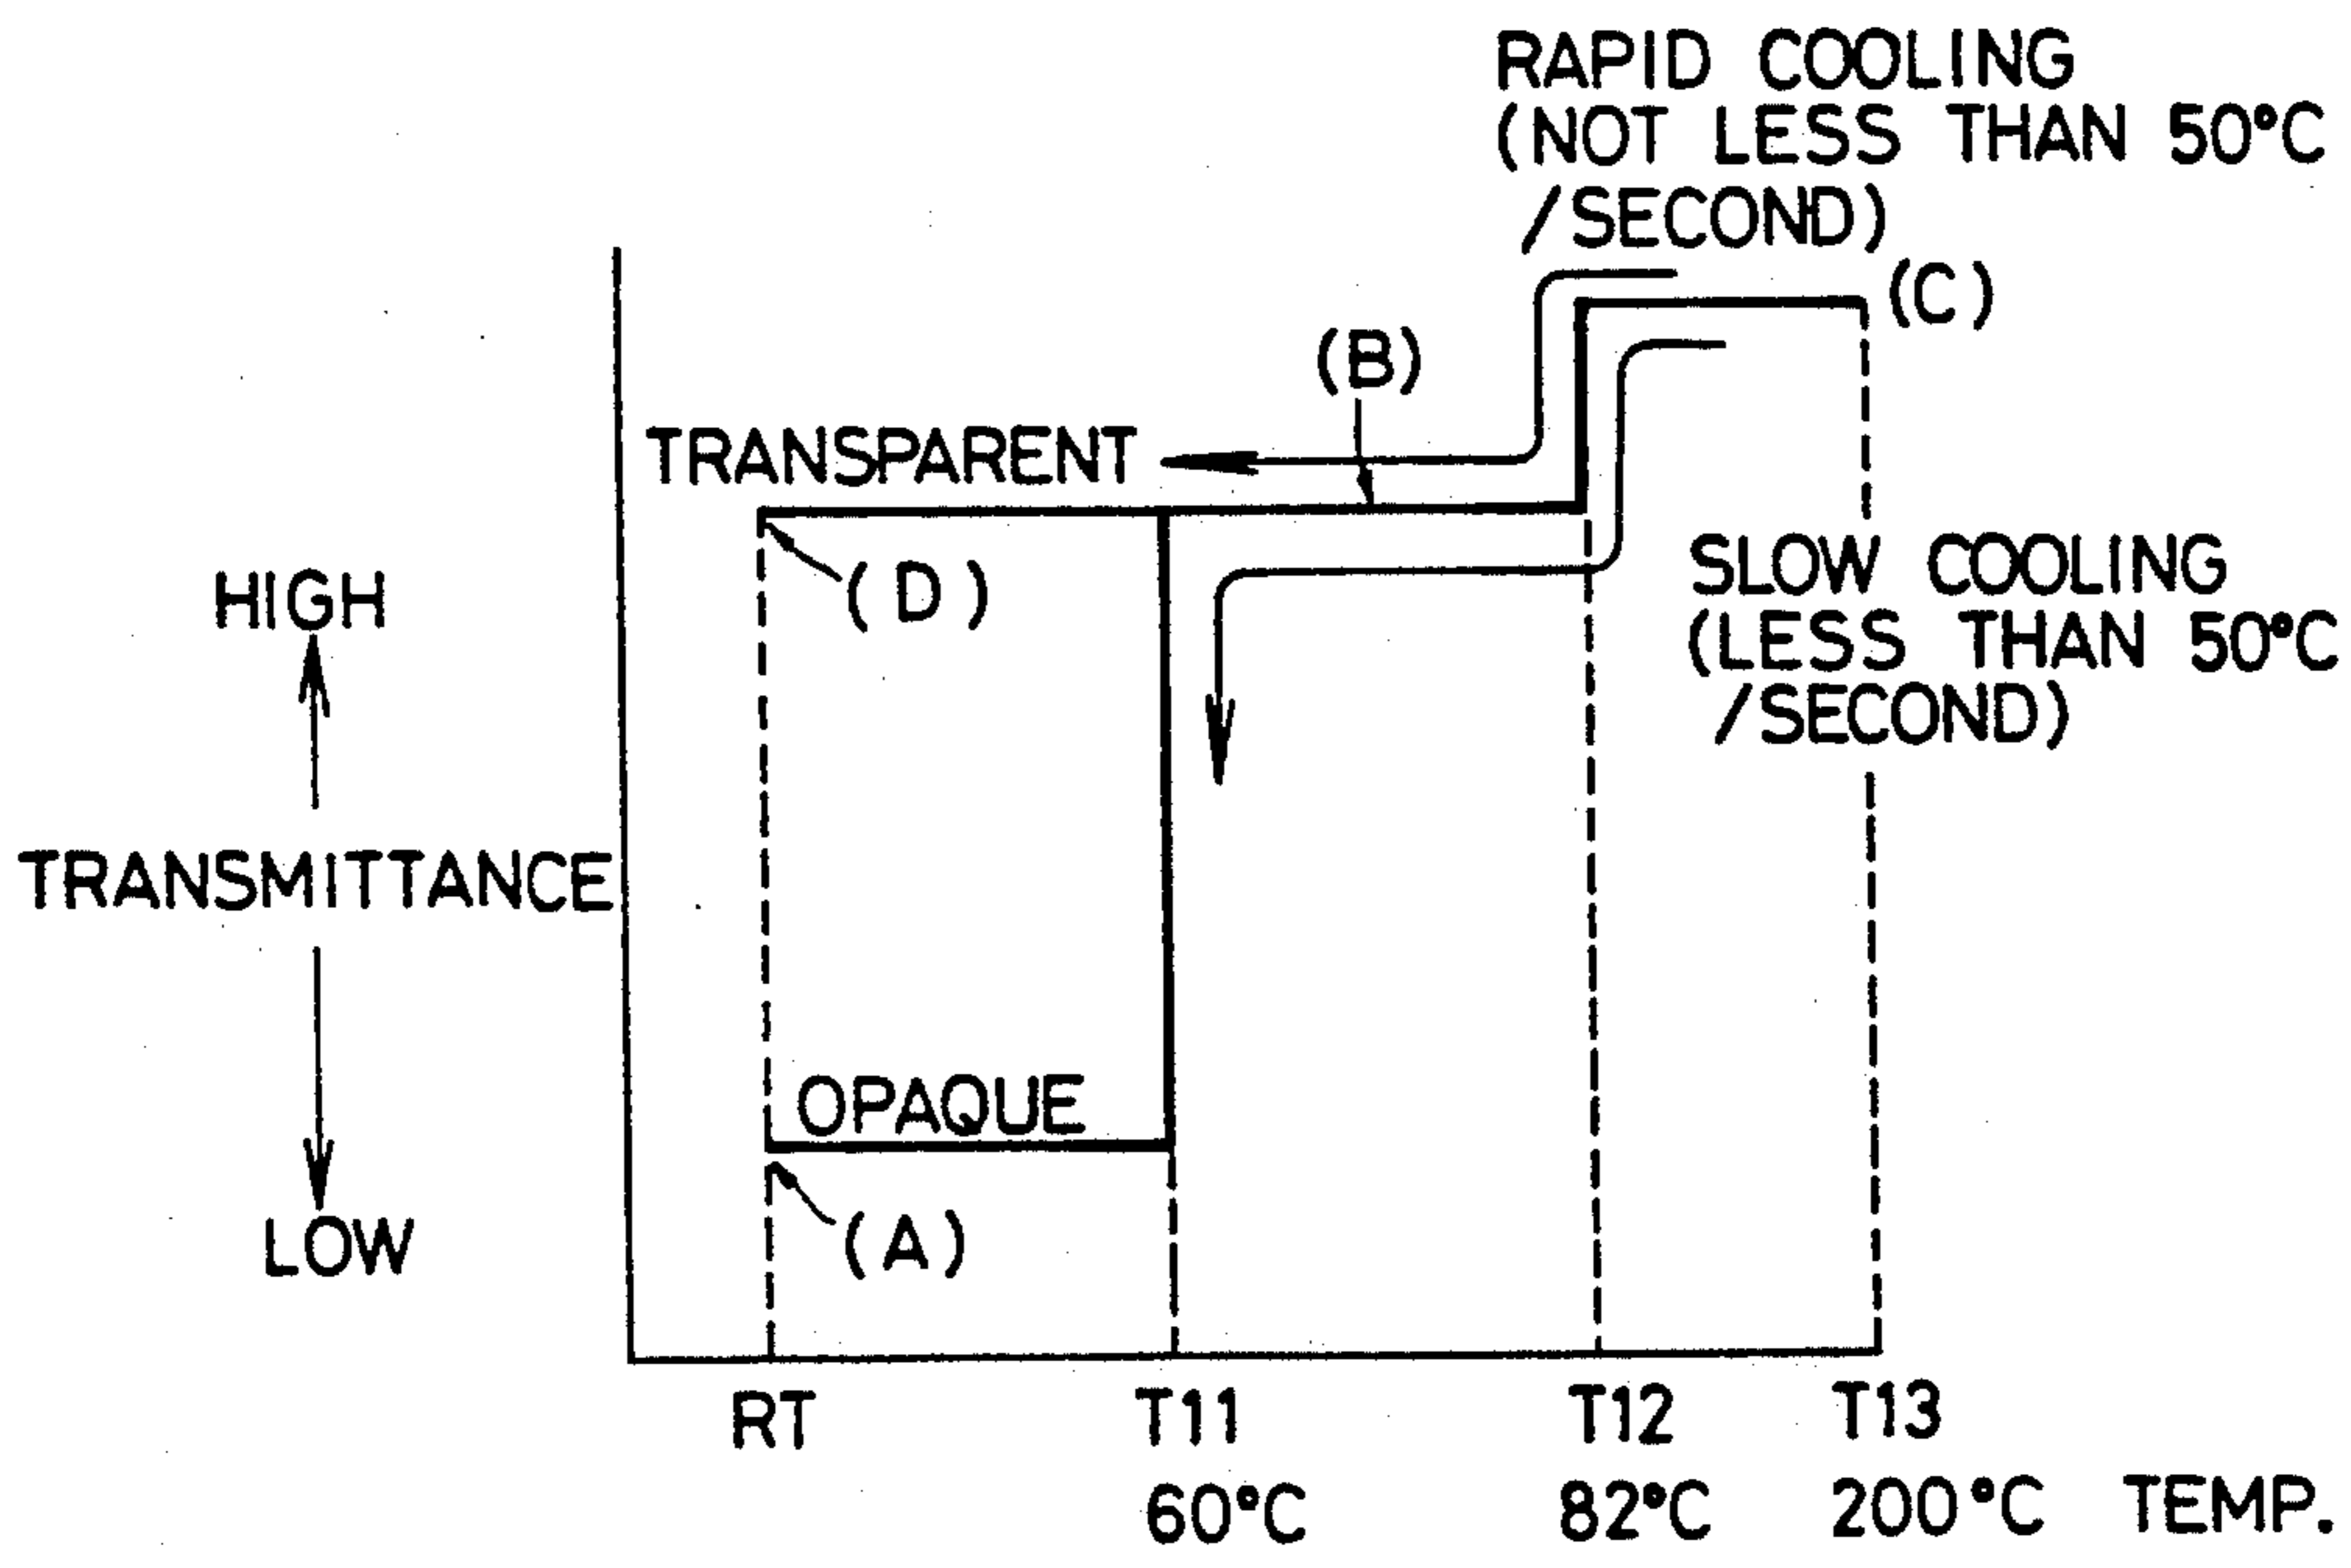 RAPID COOLING
(NOT LESS THAN 50°C
/SECOND)
(C)
(B)
TRANSPARENT
(D)
SLOW COOLING
(LESS THAN 50°C
/SECOND)
HIGH
TRANSMITTANCE
LOW
OPAQUE
(A)
RT T11 T12 T13
60°C 82°C 200°C TEMP.